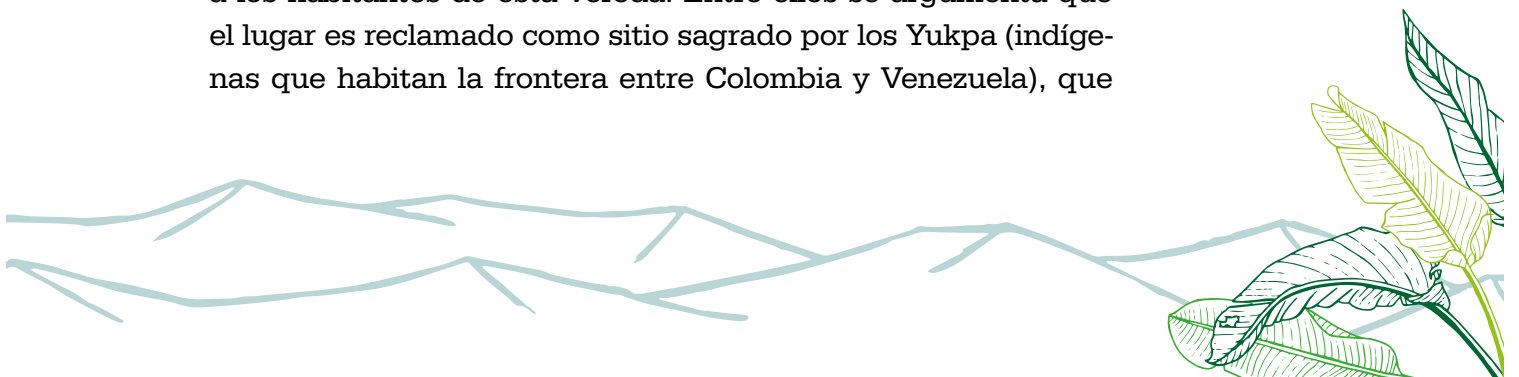 a los habitantes de esta vereda. Entre ellos se argumenta que
el lugar es reclamado como sitio sagrado por los Yukpa (indíge-
nas que habitan la frontera entre Colombia y Venezuela), que